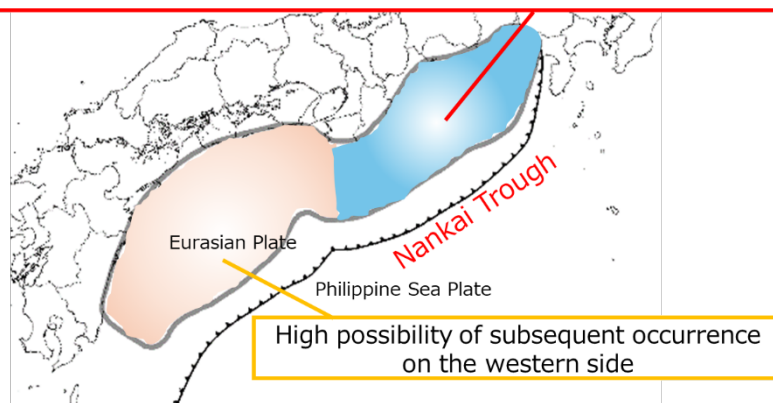 Nankai Trough
Eurasian Plate
Philippine Sea Plate
High possibility of subsequent occurrence
on the western side